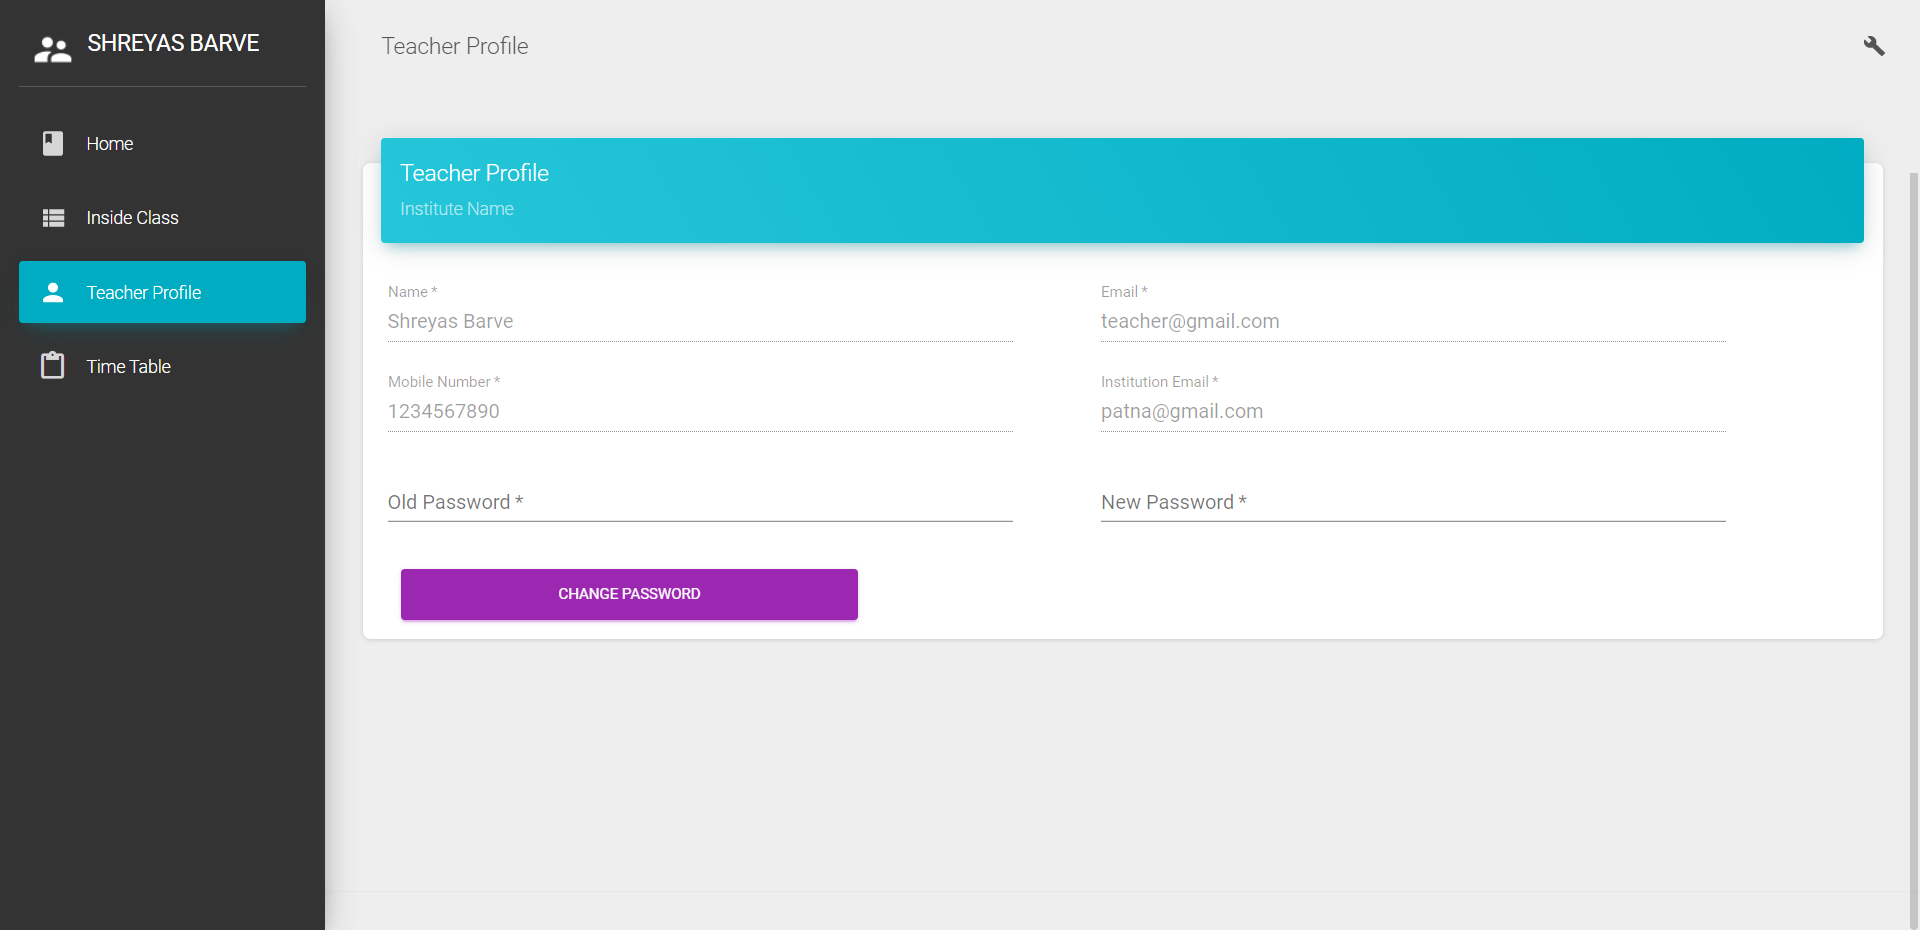 SHREYAS BARVE
Home
Inside Class
Teacher Profile
Time Table
Teacher Profile
Teacher Profile
Institute Name
Name *
Shreyas Barve
Email *
teacher@gmail.com
Mobile Number *
1234567890
Institution Email *
patna@gmail.com
Old Password *
New Password *
CHANGE PASSWORD